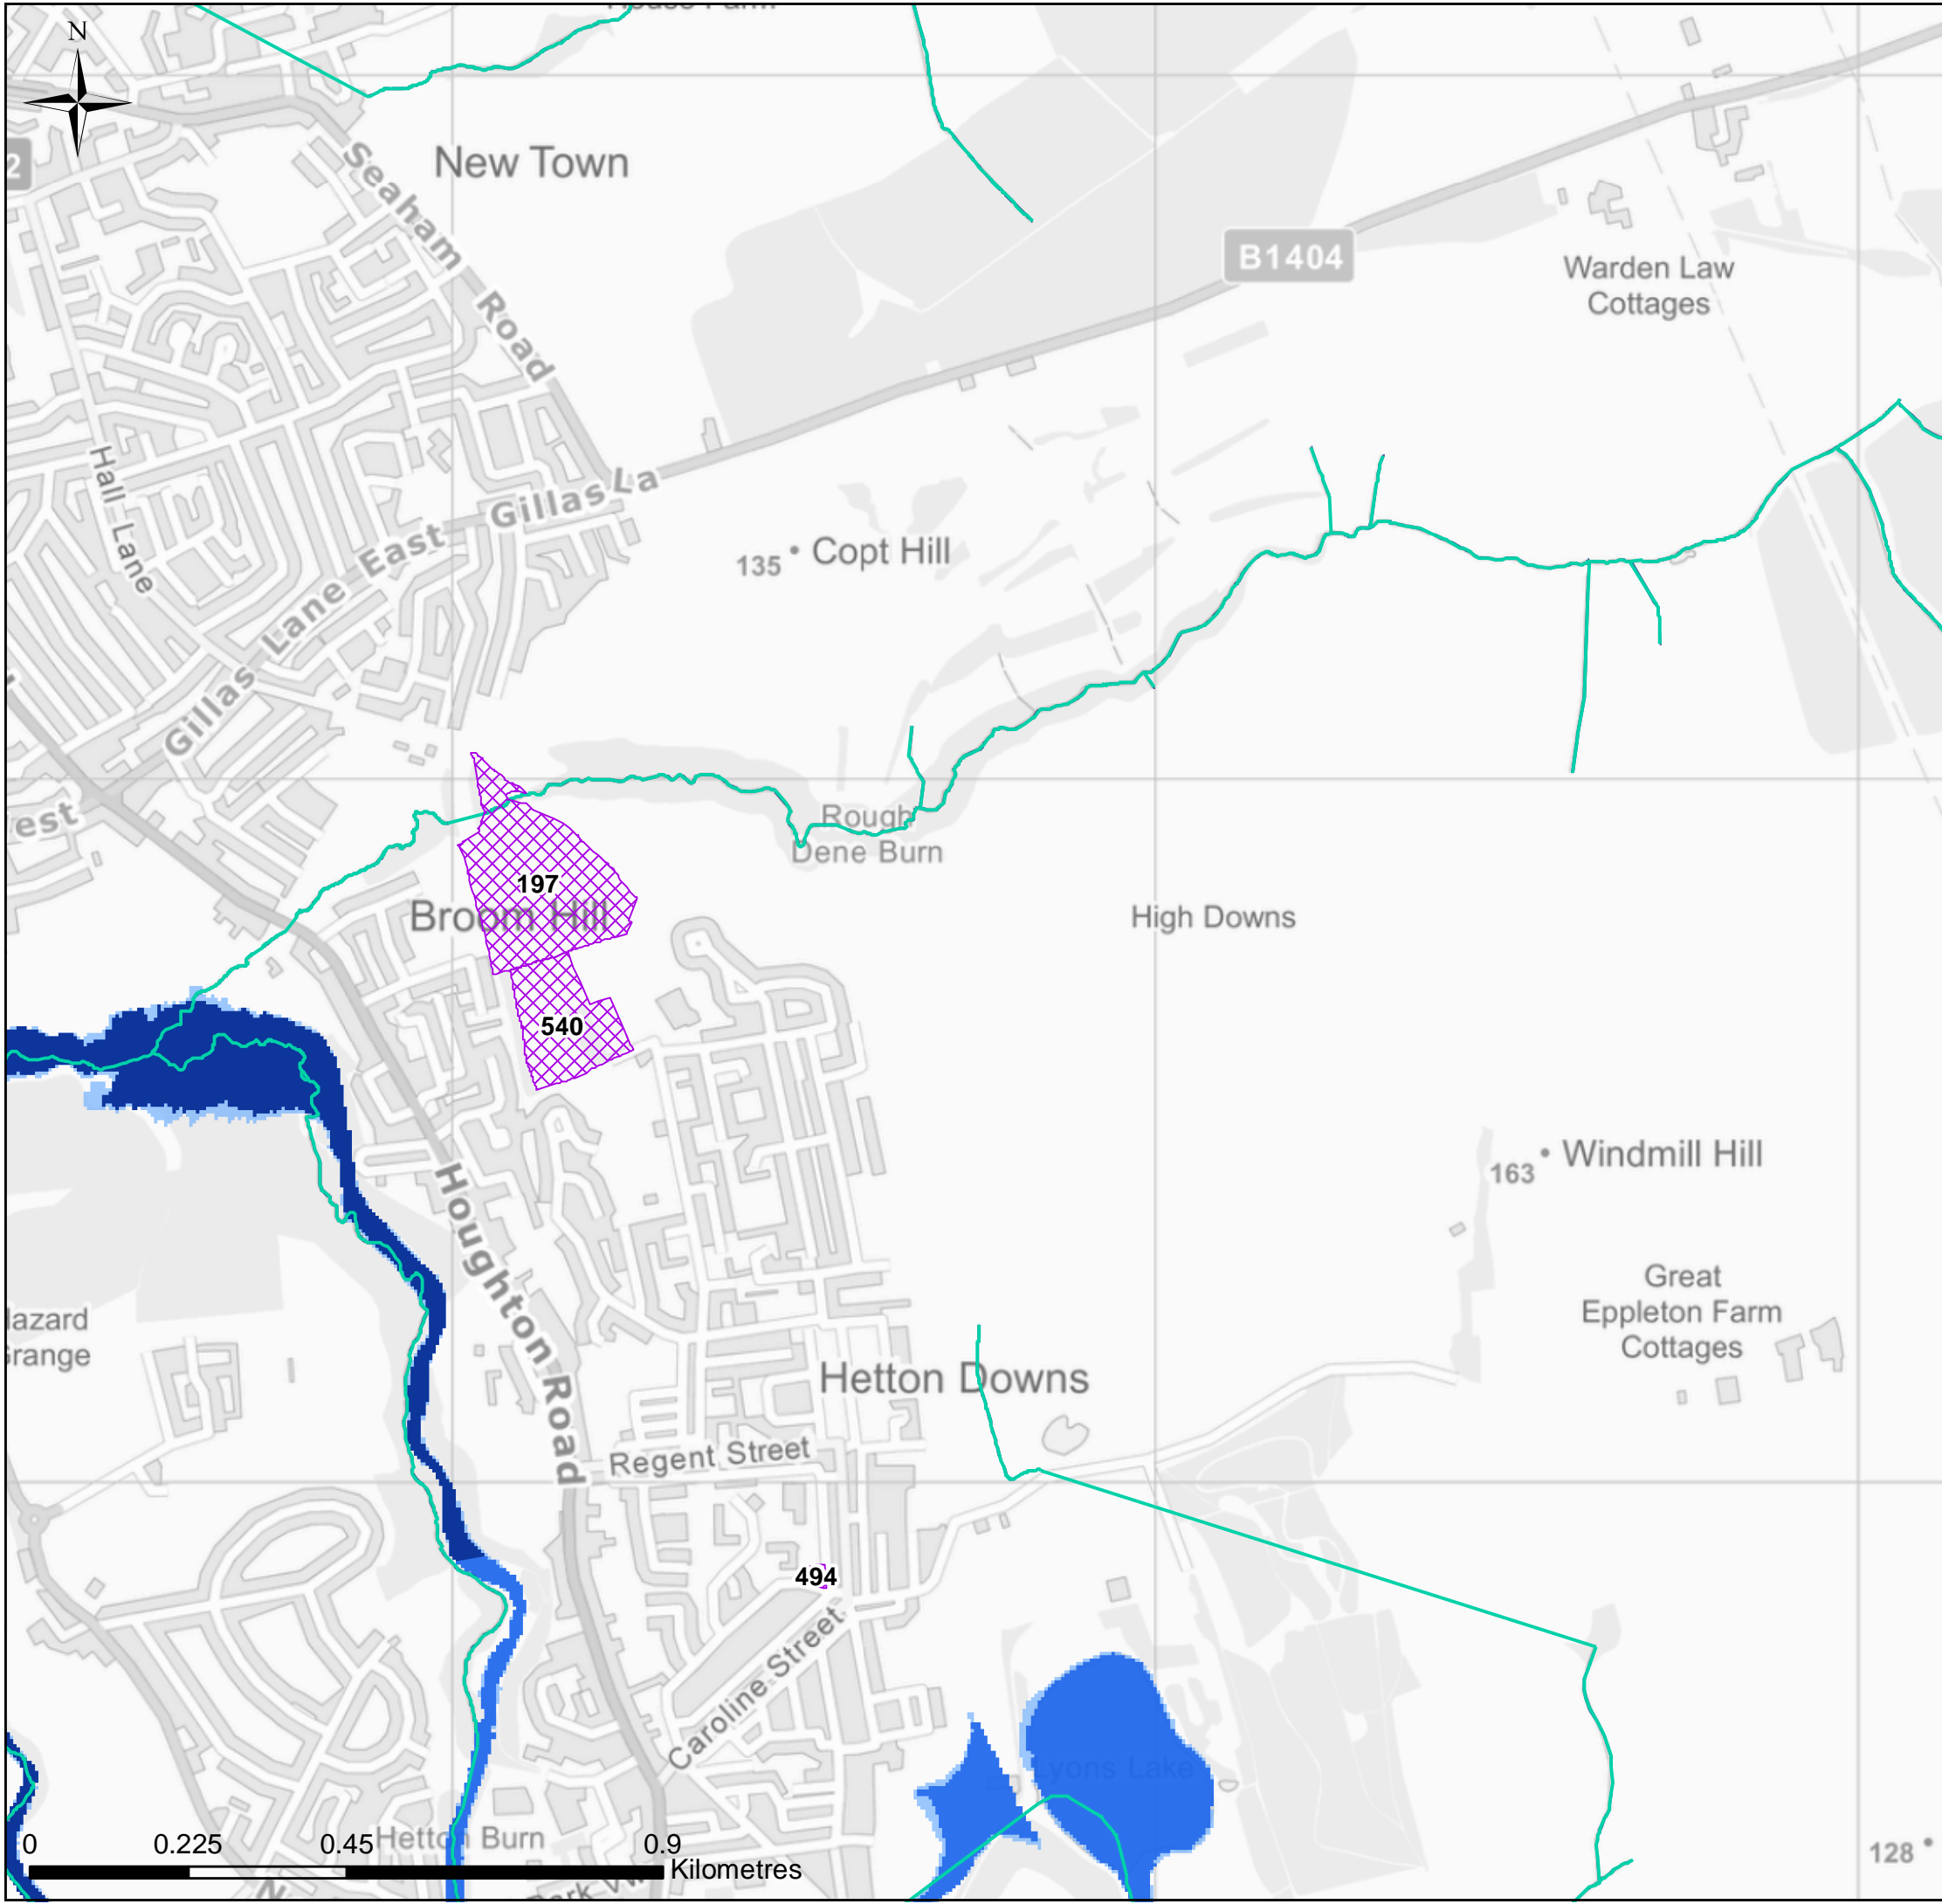 N
2
New Town
Seaham Road
B1404
Warden Law
Cottages
Hall Lane
Gillas La
Gillas Lane East
135
Copt Hill
est
Rough
Dene Burn
197
Broom Hill
High Downs
540
163
Windmill Hill
Houghton Road
Great
Eppleton Farm
Cottages
azard
Grange
Hetton Downs
Regent Street
494
Caroline Street
Lyons Lake
0 0.225 0.45 0.9
Kilometres
Hetton Burn
128